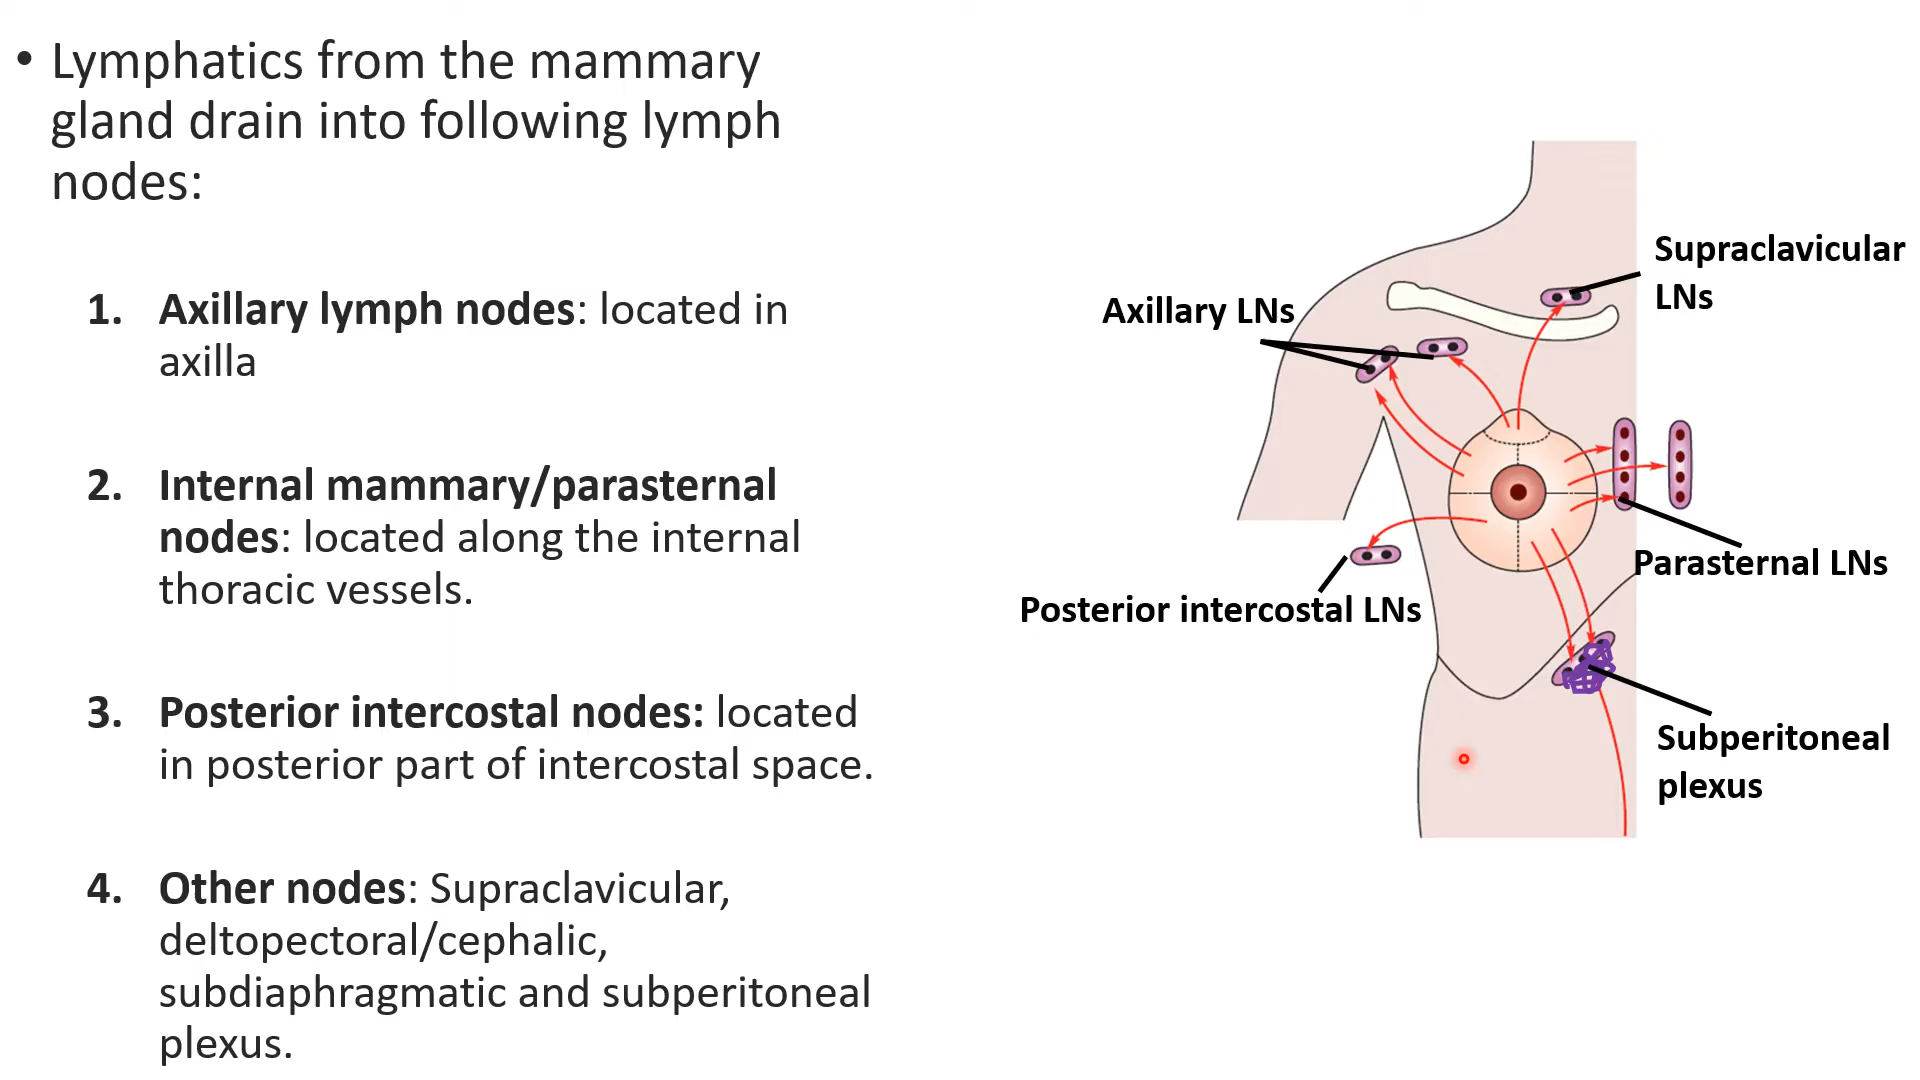 • Lymphatics from the mammary
gland drain into following lymph
nodes:
1. Axillary lymph nodes: located in
axilla
2. Internal mammary/parasternal
nodes: located along the internal
thoracic vessels.
3. Posterior intercostal nodes: located
in posterior part of intercostal space.
4. Other nodes: Supraclavicular,
deltopectoral/cephalic,
subdiaphragmatic and subperitoneal
plexus.
Supraclavicular
LNs
Axillary LNs
Parasternal LNs
Posterior intercostal LNs
Subperitoneal
plexus